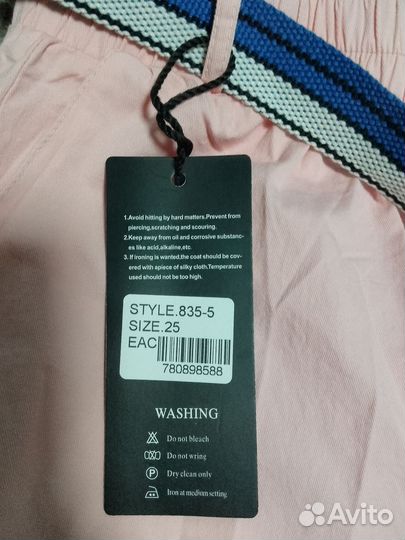 1.Avoid hitting by hard matters.Prevent from
piercing,scratching and scouring.
2.Keep away from oil and corrosive substanc-
es like acid,alkaline,etc.
3. If ironing is wanted,the coat should be cov-
ered with apiece of silky cloth.Temperature
used should not be too high.
STYLE.835-5
SIZE.25
EAC
780898588
WASHING
Do not bleach
Do not wring
P Dry clean only
Iron at medium setting
Avito